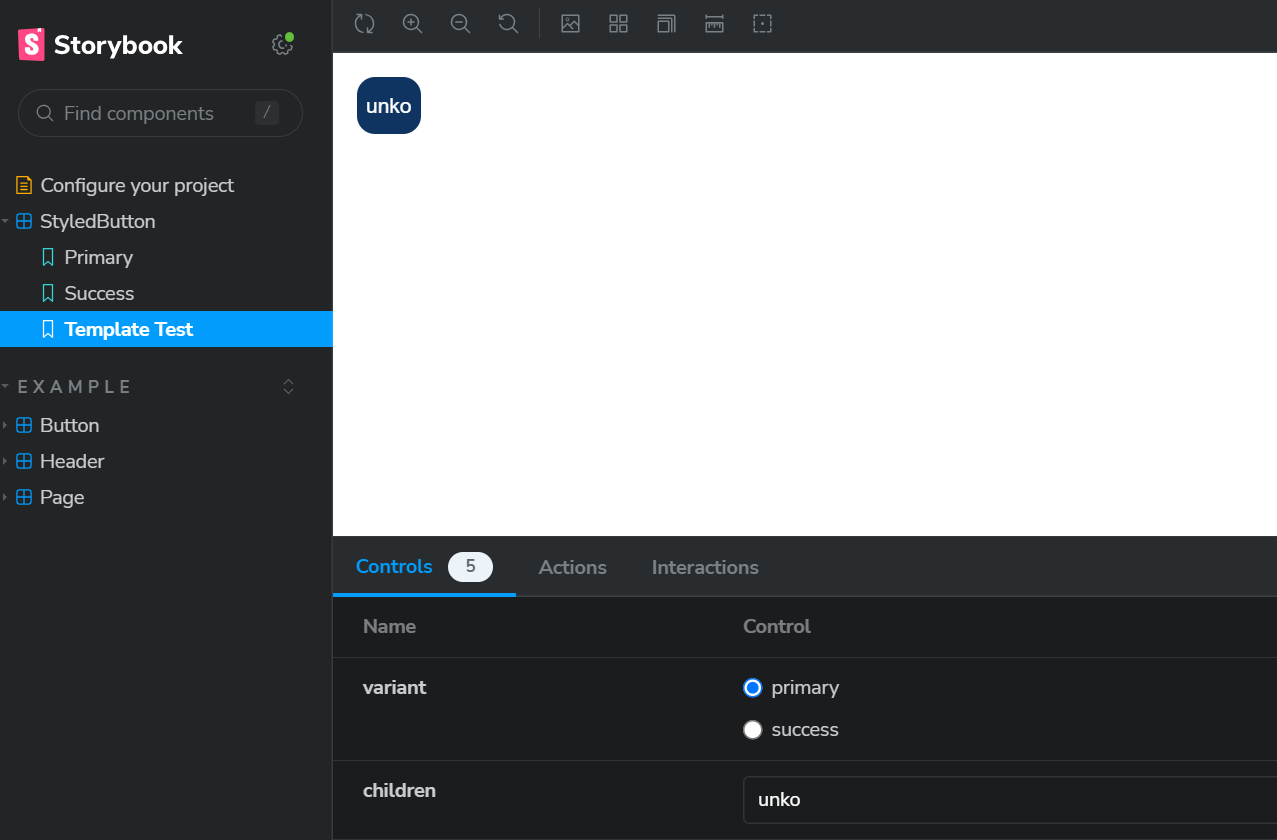 Storybook
Find components /
Configure your project
StyledButton
Primary
Success
Template Test
EXAMPLE
Button
Header
Page
unko
Controls 5 Actions Interactions
Name Control
variant primary
success
children unko